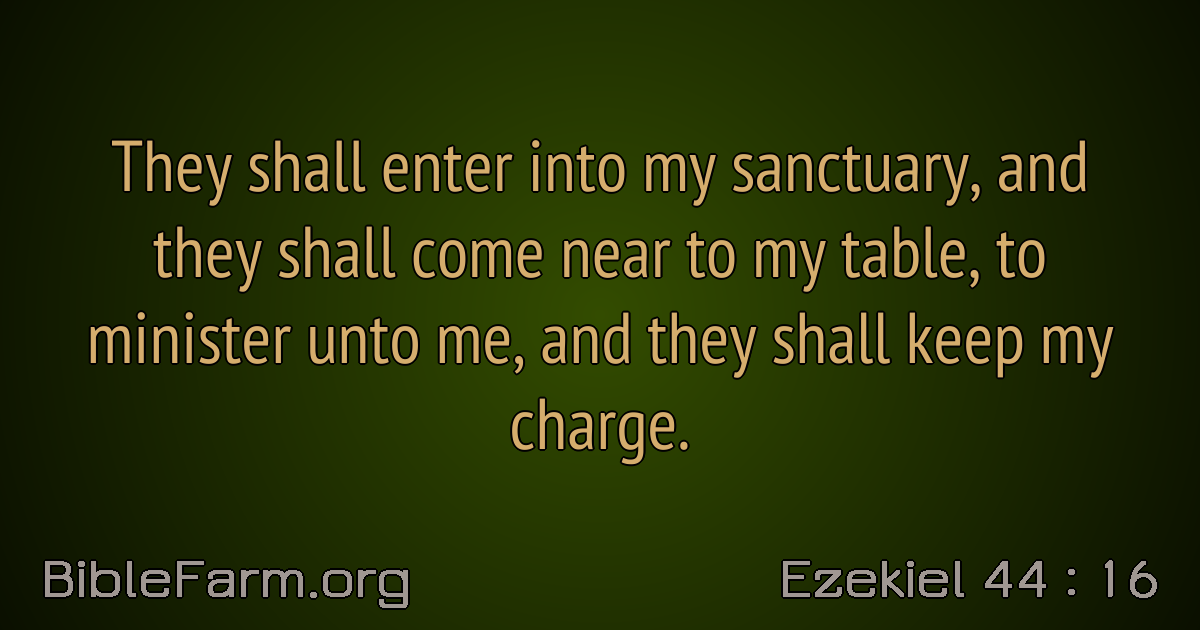 They shall enter into my sanctuary, and
they shall come near to my table, to
minister unto me, and they shall keep my
charge.
BibleFarm.org
Ezekiel 44 : 16